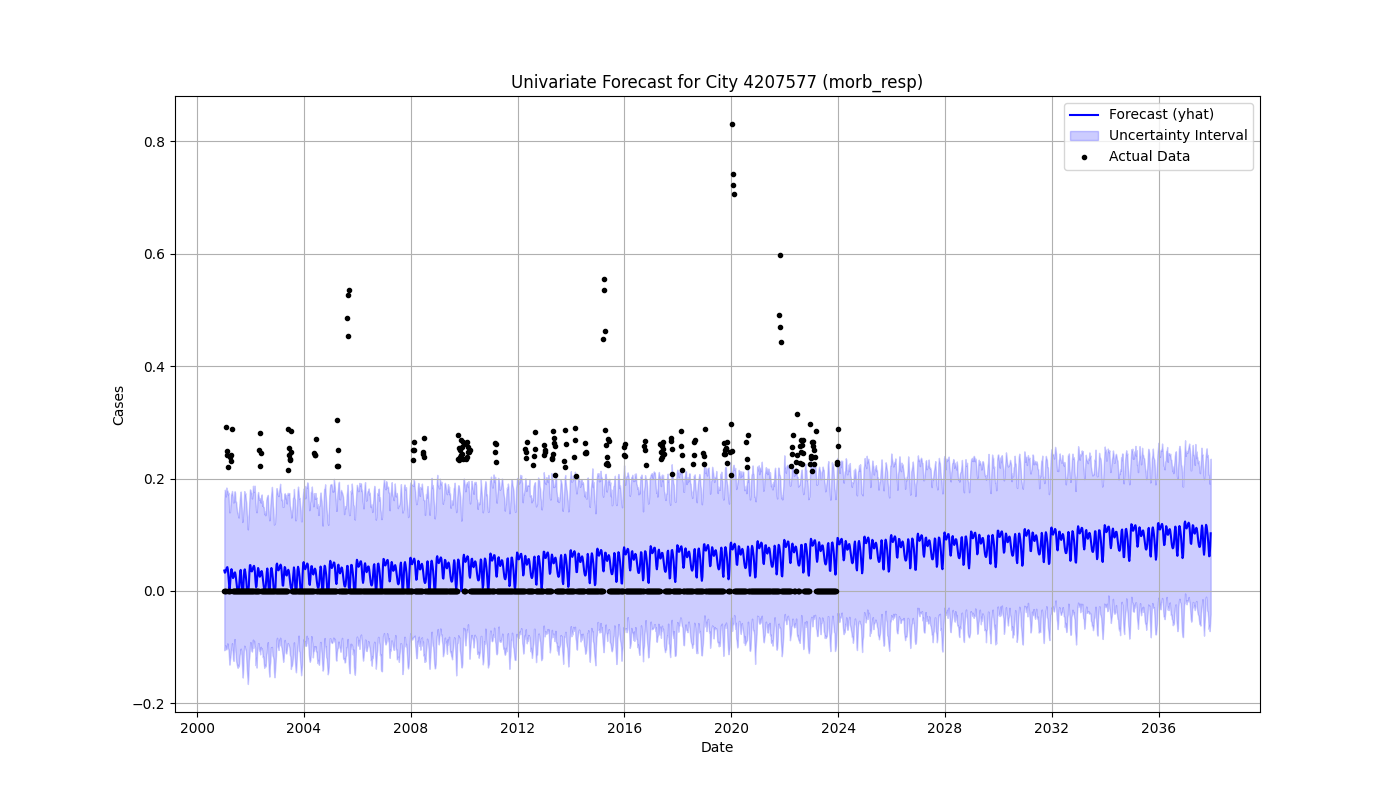 Univariate Forecast for City 4207577 (morb_resp)
Forecast (yhat)
Uncertainty Interval
Actual Data
Cases
0.8
0.6
0.4
0.2
0.0
−0.2
2000 2004 2008 2012 2016 2020 2024 2028 2032 2036
Date